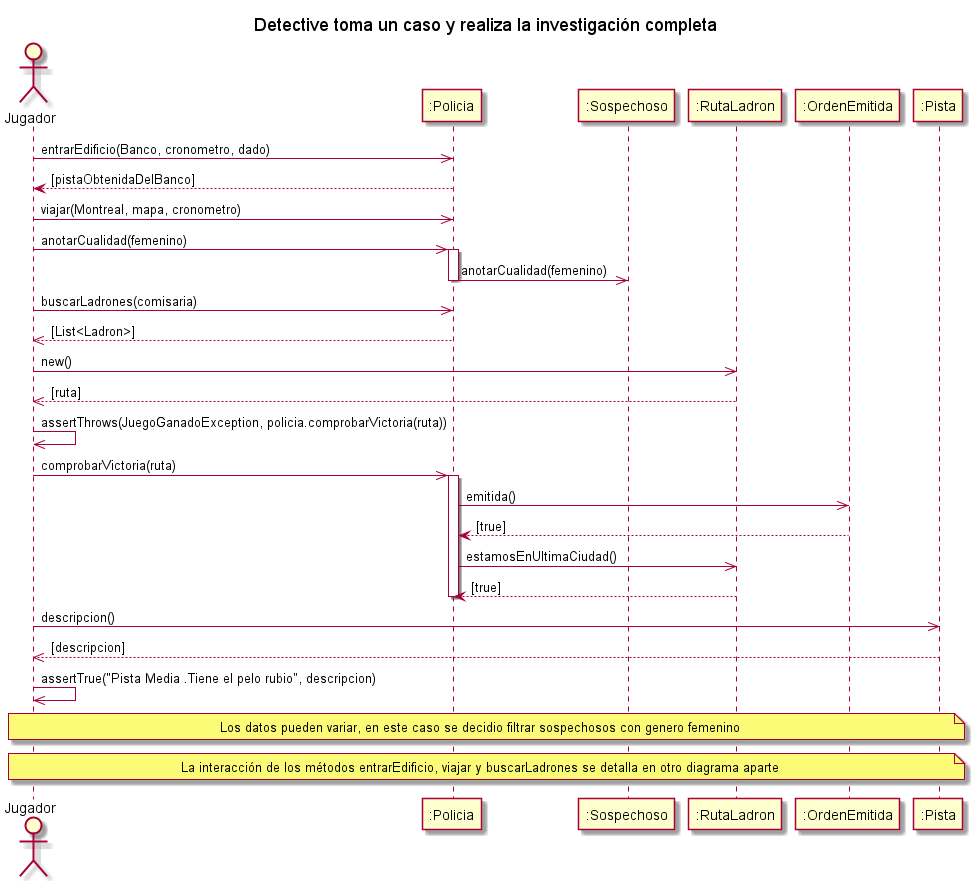 Detective toma un caso y realiza la investigación completa
Jugador
:Policia
:Sospechoso
:RutaLadron
:OrdenEmitida
:Pista
entrarEdificio(Banco, cronometro, dado)
[pistaObtenidaDelBanco]
viajar(Montreal, mapa, cronometro)
anotarCualidad(femenino)
anotarCualidad(femenino)
buscarLadrones(comisaria)
[List<Ladron>]
new()
[ruta]
assertThrows(JuegoGanadoException, policia.comprobarVictoria(ruta))
comprobarVictoria(ruta)
emitida()
[true]
estamosEnUltimaCiudad()
[true]
descripcion()
[descripcion]
assertTrue("Pista Media .Tiene el pelo rubio", descripcion)
Los datos pueden variar, en este caso se decidio filtrar sospechosos con genero femenino
La interacción de los métodos entrarEdificio, viajar y buscarLadrones se detalla en otro diagrama aparte
Jugador
:Policia
:Sospechoso
:RutaLadron
:OrdenEmitida
:Pista